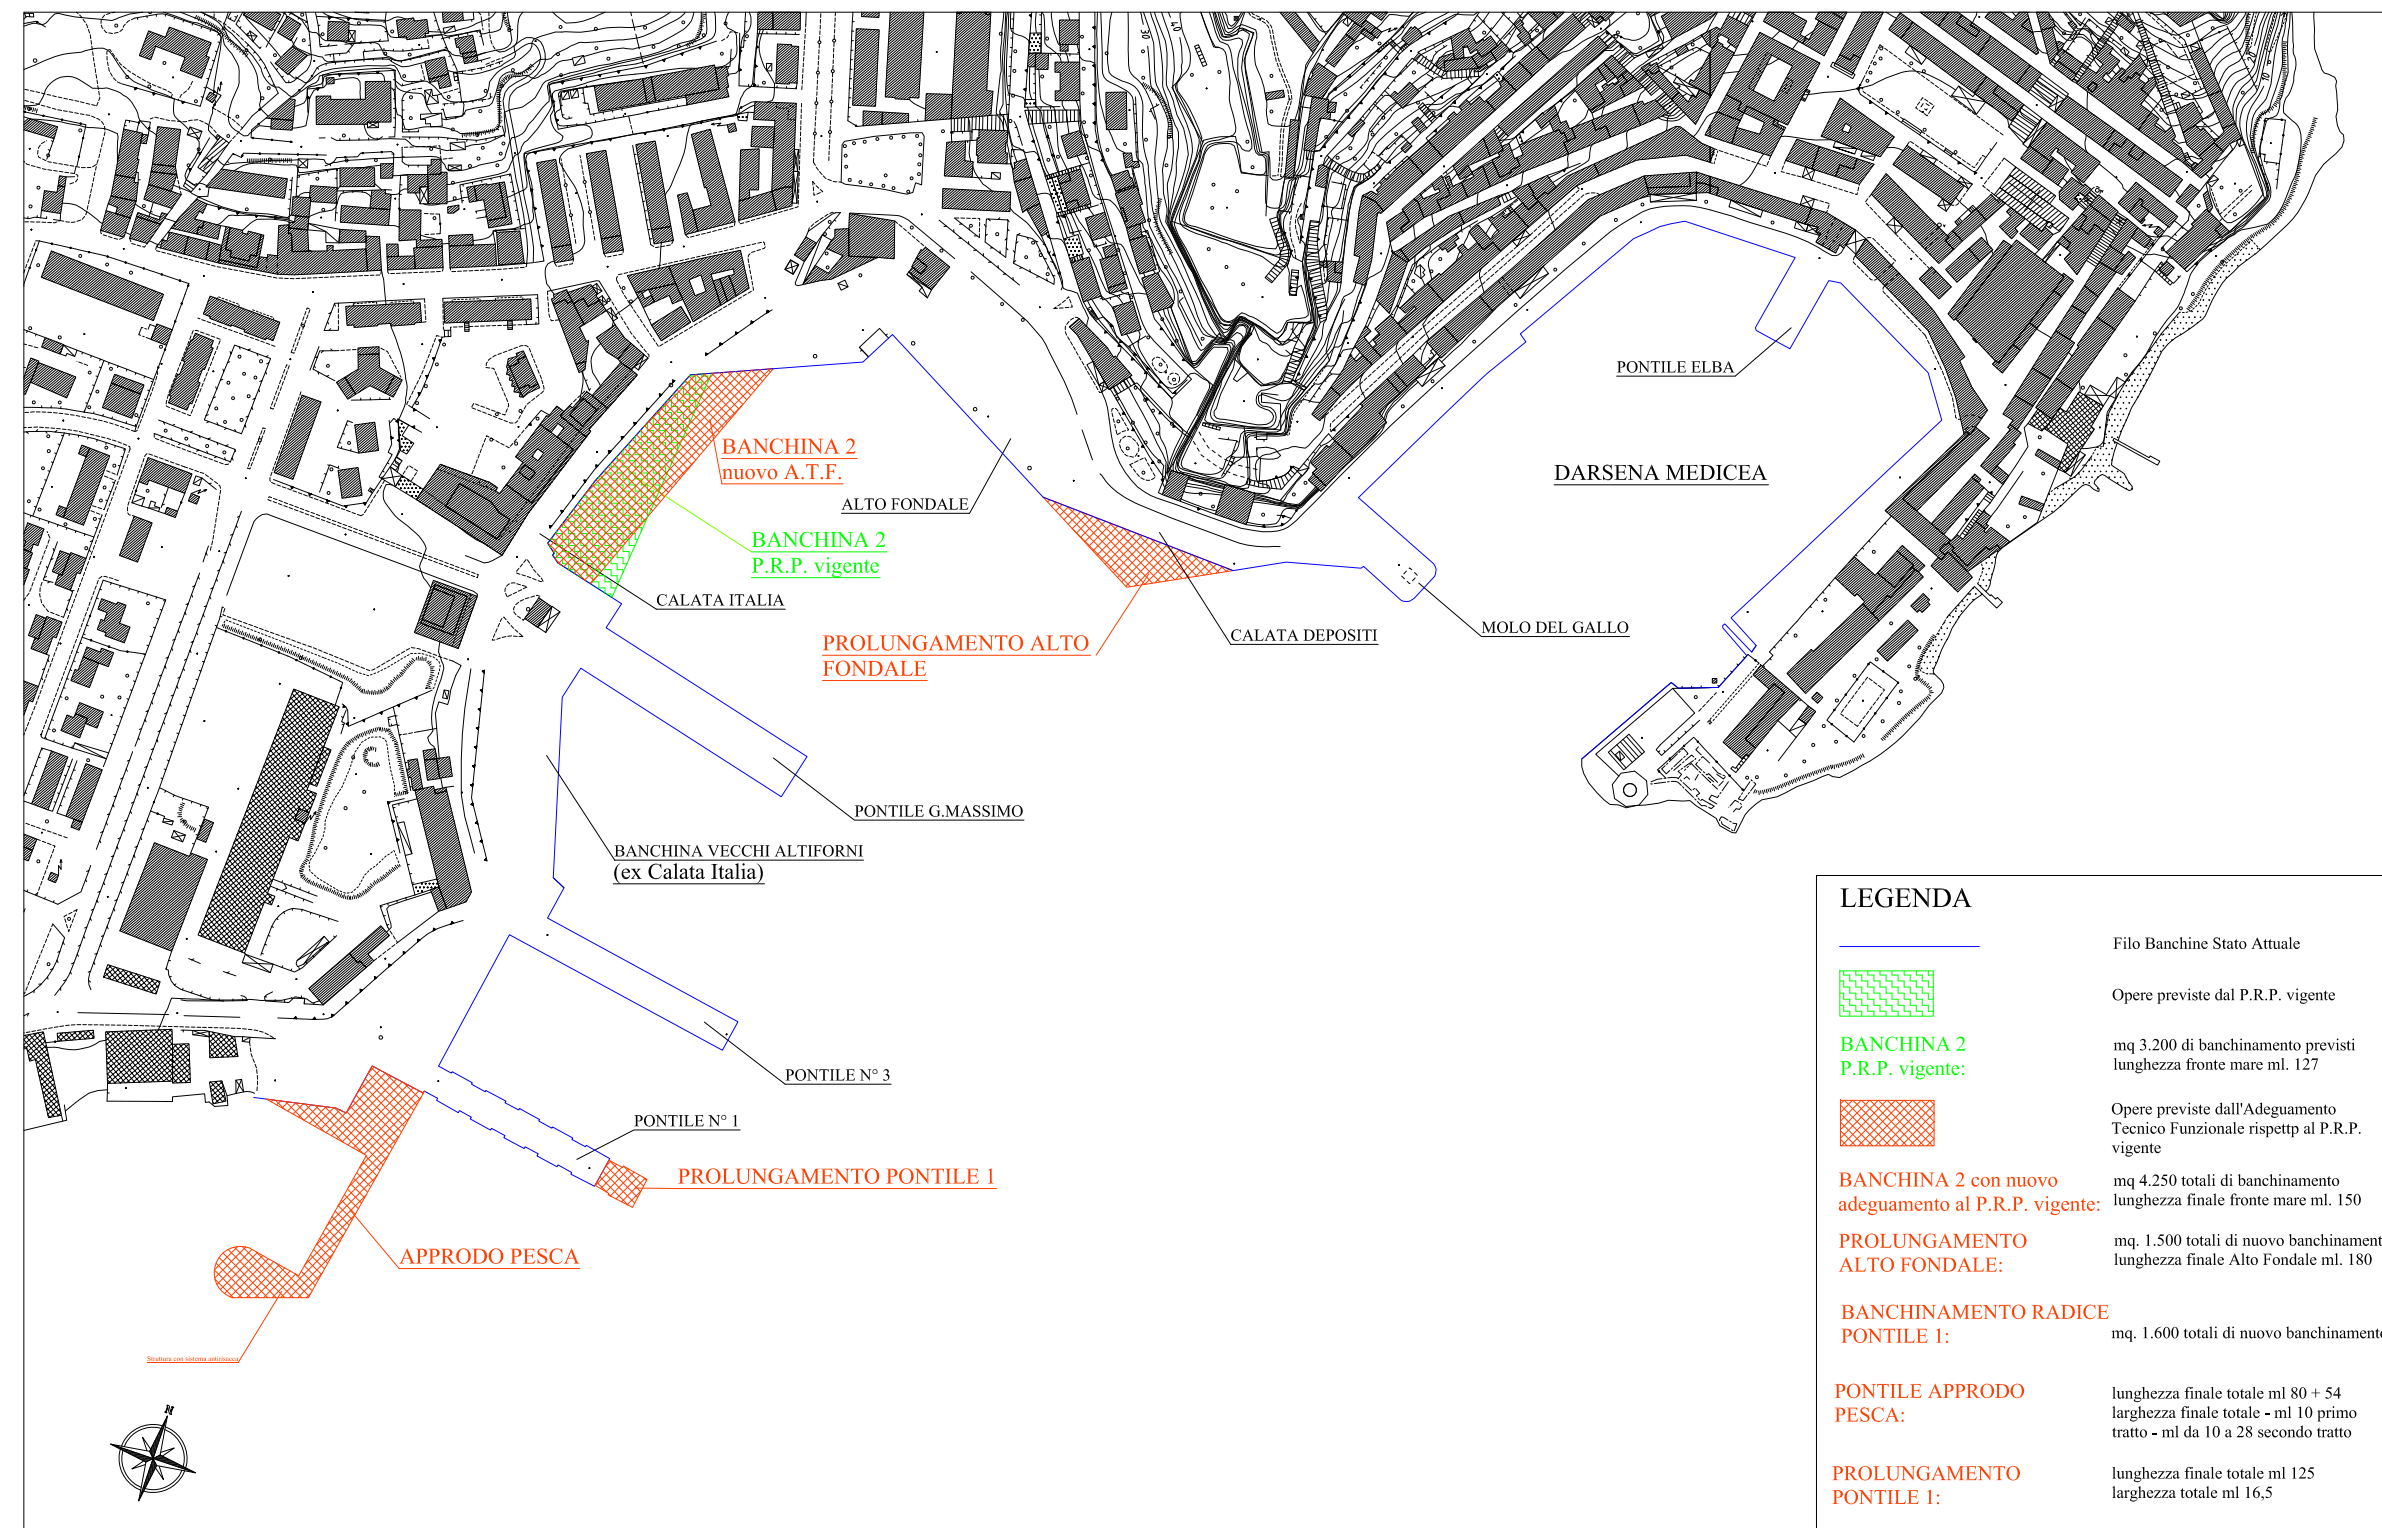 PONTILE ELBA
BANCHINA 2
nuovo A.T.F.
DARSENA MEDICEA
ALTO FONDALE
BANCHINA 2
P.R.P. vigente
CALATA ITALIA
PROLUNGAMENTO ALTO
FONDALE
CALATA DEPOSITI
MOLO DEL GALLO
PONTILE G.MASSIMO
BANCHINA VECCHI ALTIFORNI
(ex Calata Italia)
PONTILE N° 3
PONTILE N° 1
PROLUNGAMENTO PONTILE 1
APPRODO PESCA
Struttura con sistema antirisacca
N
LEGENDA
Filo Banchine Stato Attuale
Opere previste dal P.R.P. vigente
BANCHINA 2
P.R.P. vigente:
mq 3.200 di banchinamento previsti
lunghezza fronte mare ml. 127
Opere previste dall'Adeguamento
Tecnico Funzionale rispettp al P.R.P.
vigente
BANCHINA 2 con nuovo
adeguamento al P.R.P. vigente:
mq 4.250 totali di banchinamento
lunghezza finale fronte mare ml. 150
PROLUNGAMENTO
ALTO FONDALE:
mq. 1.500 totali di nuovo banchinament
lunghezza finale Alto Fondale ml. 180
BANCHINAMENTO RADICE
PONTILE 1:
mq. 1.600 totali di nuovo banchinamento
PONTILE APPRODO
PESCA:
lunghezza finale totale ml 80 + 54
larghezza finale totale - ml 10 primo
tratto - ml da 10 a 28 secondo tratto
PROLUNGAMENTO
PONTILE 1:
lunghezza finale totale ml 125
larghezza totale ml 16,5